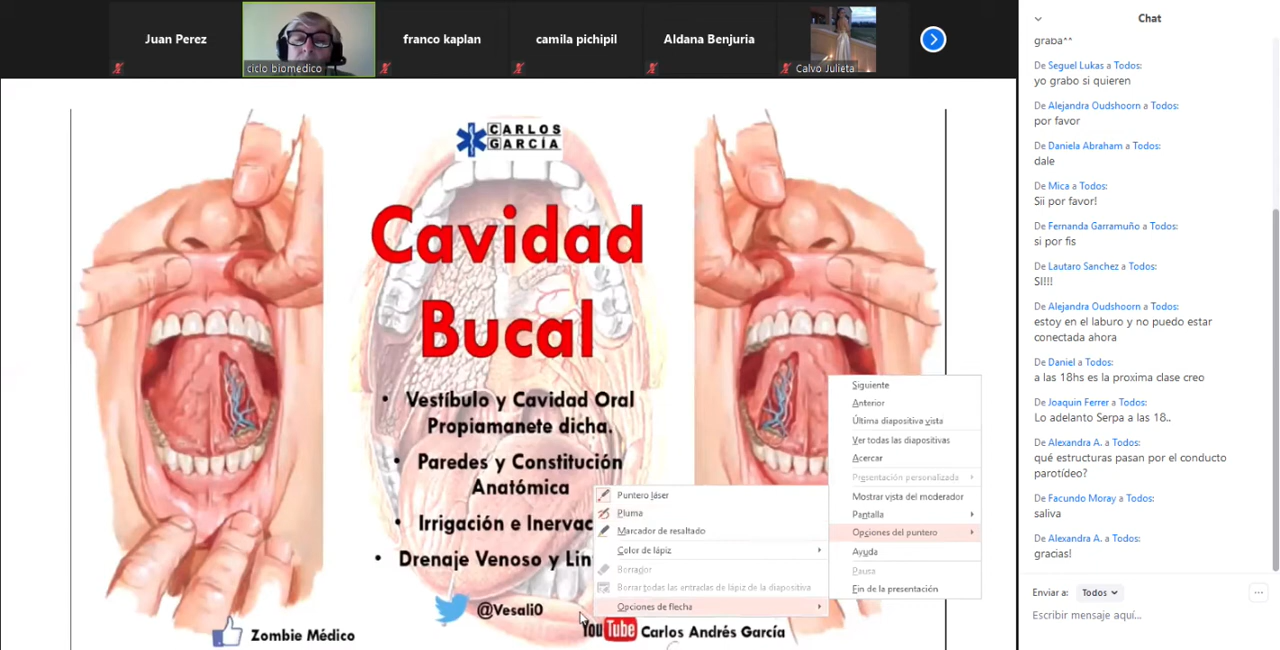 Juan Perez
ciclo biomedico
franco kaplan
camila pichipil
Aldana Benjuria
Calvo Julieta
CARLOS
GARCÍA
Cavidad
Bucal
• Vestíbulo y Cavidad Oral
Propiamanete dicha.
• Paredes y Constitución
Anatómica
• Irrigación e Inervac
• Drenaje Venoso y Lin
@Vesali0
Zombie Médico
YouTube Carlos Andrés García
Puntero láser
Pluma
Marcador de resaltado
Color de lápiz
Borrador
Borrar todas las entradas de lápiz de la diapositiva
Opciones de flecha
Siguiente
Anterior
Última diapositiva vista
Ver todas las diapositivas
Acercar
Presentación personalizada
Mostrar vista del moderador
Pantalla
Opciones del puntero
Ayuda
Pausa
Fin de la presentación
Chat
graba^^
De Seguel Lukas a Todos:
yo grabo si quieren
De Alejandra Oudshoorn a Todos:
por favor
De Daniela Abraham a Todos:
dale
De Mica a Todos:
Sii por favor!
De Fernanda Garramuño a Todos:
si por fis
De Lautaro Sanchez a Todos:
SI!!!
De Alejandra Oudshoorn a Todos:
estoy en el laburo y no puedo estar
conectada ahora
De Daniel a Todos:
a las 18hs es la proxima clase creo
De Joaquin Ferrer a Todos:
Lo adelanto Serpa a las 18..
De Alexandra A. a Todos:
qué estructuras pasan por el conducto
parotídeo?
De Facundo Moray a Todos:
saliva
De Alexandra A. a Todos:
gracias!
Enviar a: Todos
Escribir mensaje aquí...